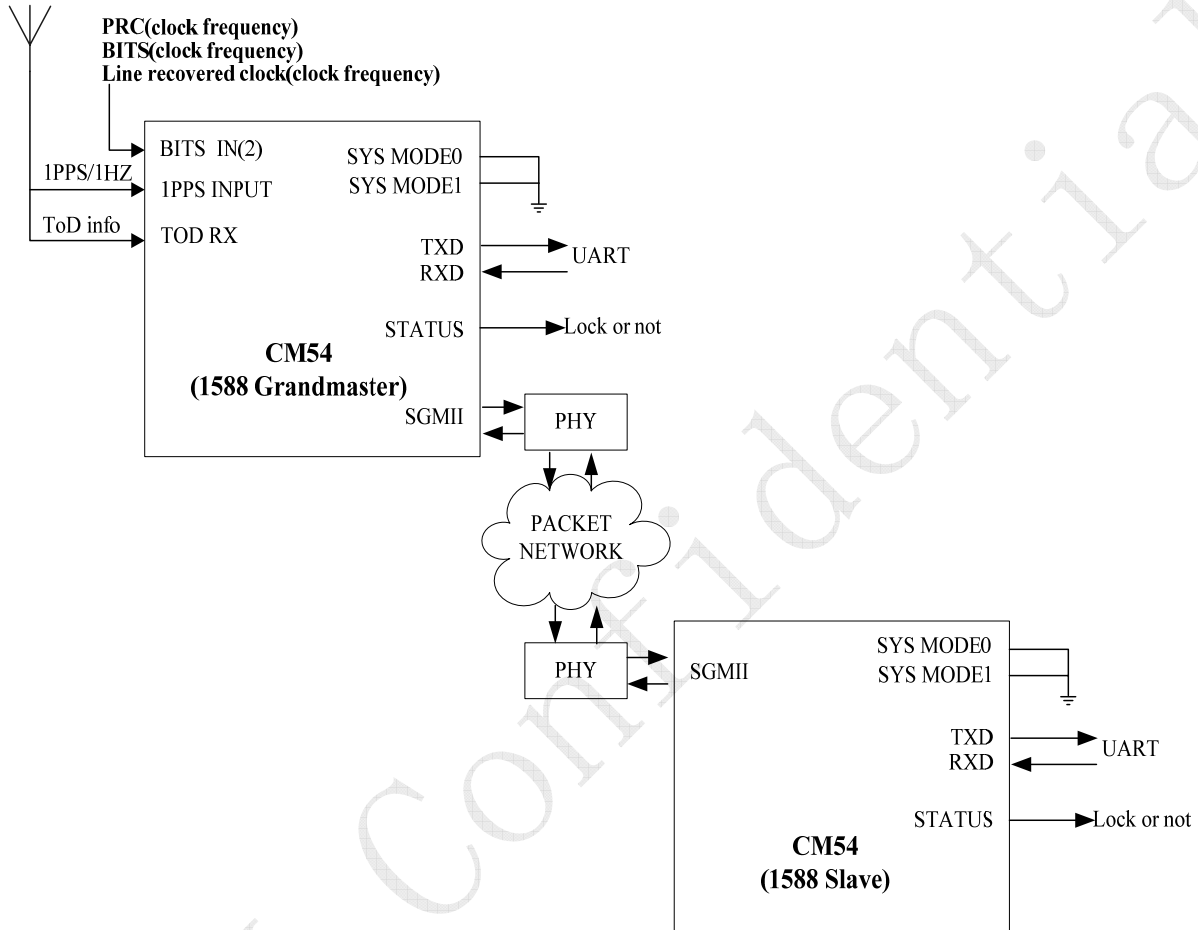 PRC(clock frequency)
BITS(clock frequency)
Line recovered clock(clock frequency)
BITS IN(2)
1PPS/1HZ
1PPS INPUT
ToD info
TOD RX
SYS MODE0
SYS MODE1
TXD
RXD
UART
STATUS
Lock or not
CM54
(1588 Grandmaster)
SGMII
PHY
PACKET
NETWORK
PHY
SGMII
SYS MODE0
SYS MODE1
TXD
RXD
UART
STATUS
Lock or not
CM54
(1588 Slave)
Confidentia